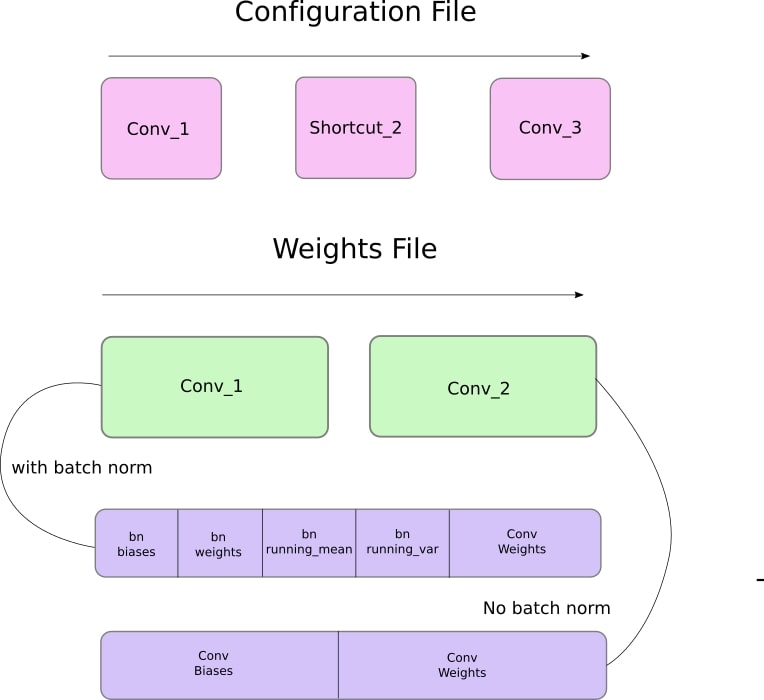 Configuration File
Conv_1
Shortcut_2
Conv_3
Weights File
Conv_1
Conv_2
with batch norm
bn
biases
bn
weights
bn
running_mean
bn
running_var
Conv
Weights
No batch norm
Conv
Biases
Conv
Weights